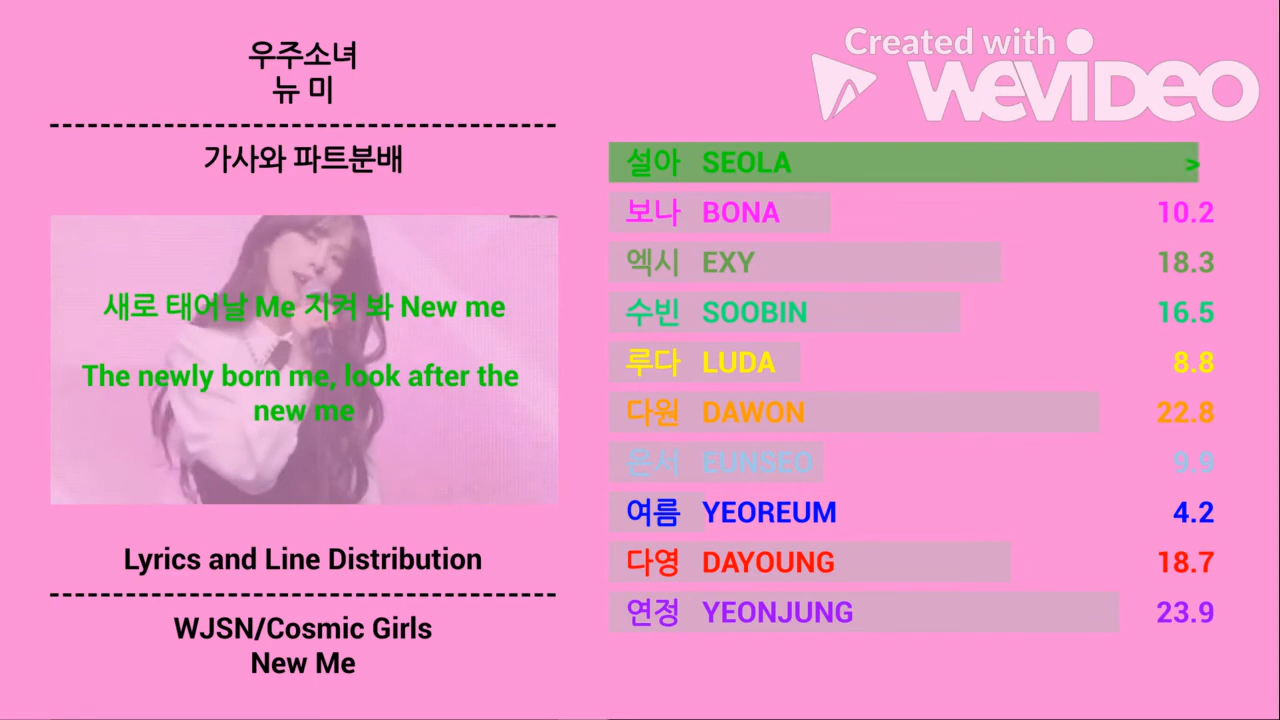 우주소녀
뉴 미
가사와 파트분배
새로 태어날 Me 지켜 봐 New me
The newly born me, look after the
new me
Lyrics and Line Distribution
WJSN/Cosmic Girls
New Me
Created with
WEVIDEO
설아 SEOLA >
보나 BONA 10.2
엑시 EXY 18.3
수빈 SOOBIN 16.5
루다 LUDA 8.8
다원 DAWON 22.8
은서 EUNSEO 9.9
여름 YEOREUM 4.2
다영 DAYOUNG 18.7
연정 YEONJUNG 23.9